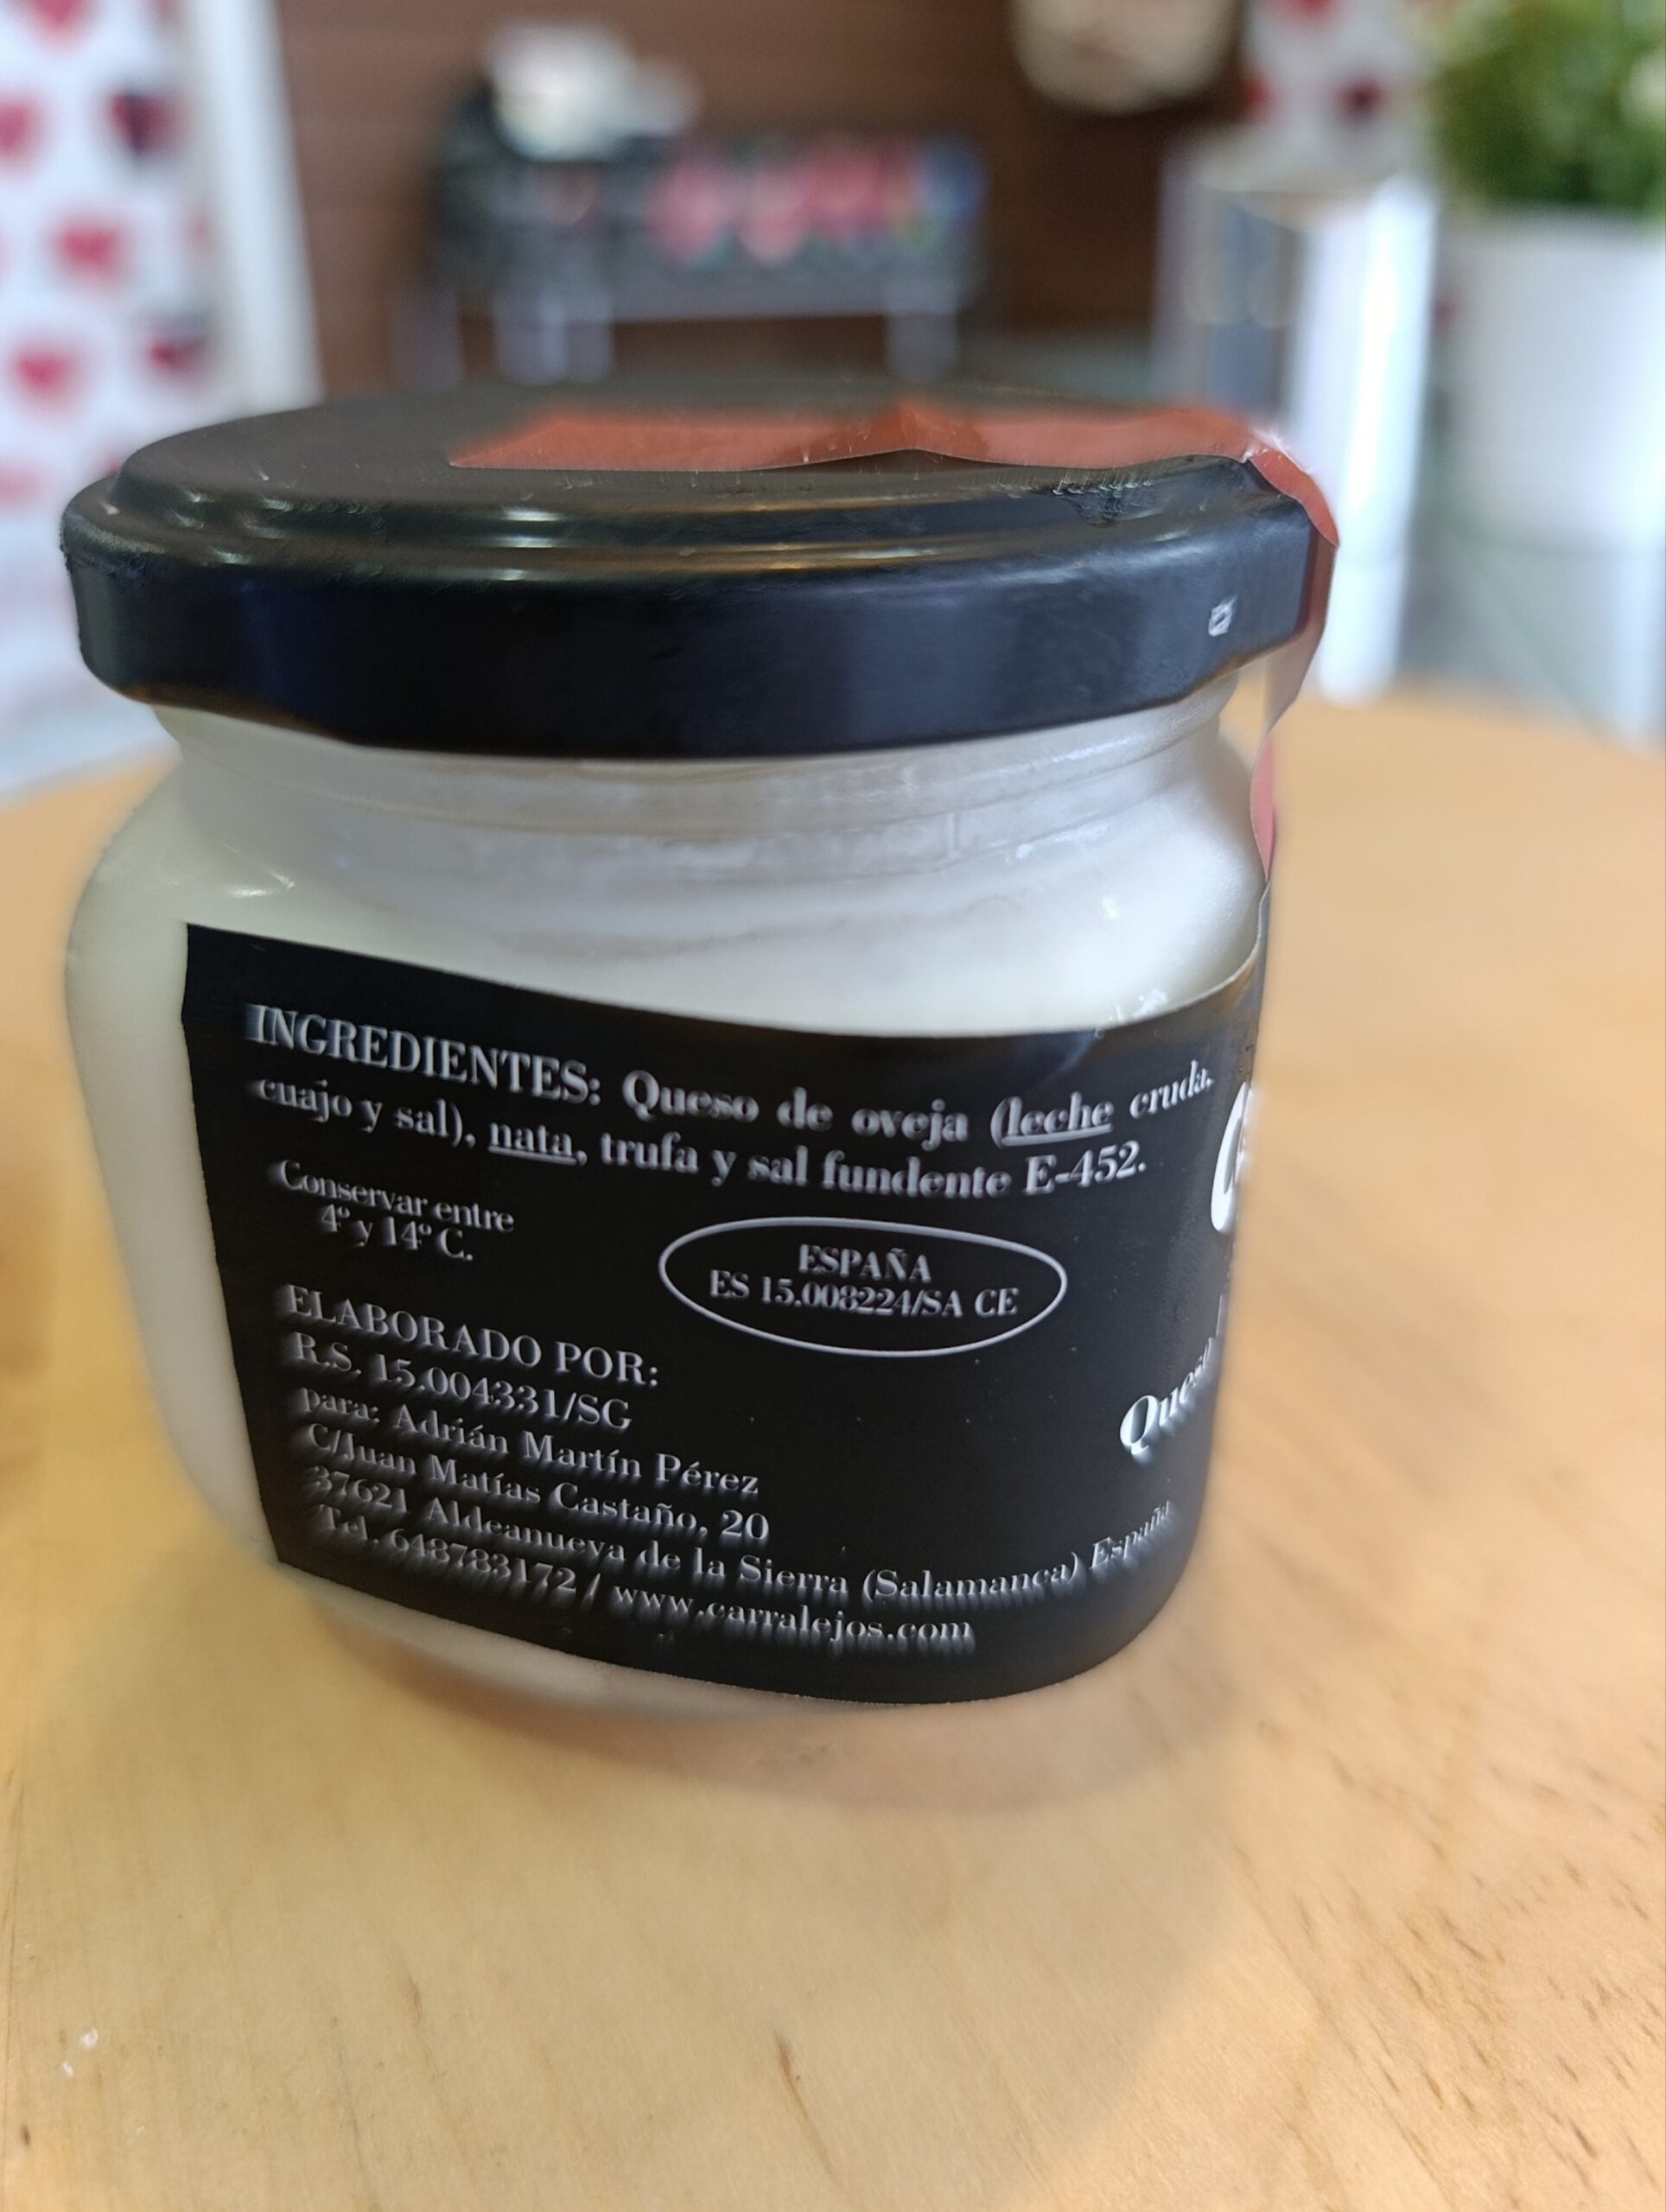 INGREDIENTES: Queso de oveja (leche cruda,
cuajo y sal), nata, trufa y sal fundente E-452.
Conservar entre
4º y 14º C.
ESPAÑA
ES 15.008224/SA CE
ELABORADO POR:
R.S. 15.004331/SG
para: Adrián Martín Pérez
C/Juan Matías Castaño, 20
37621 Aldeanueva de la Sierra (Salamanca) España
Tel. 648783172 / www.carralejos.com